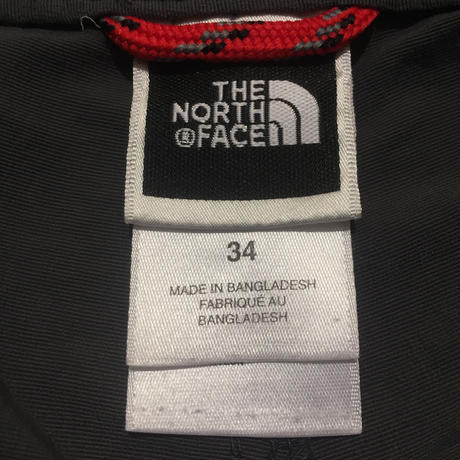 THE
NORTH
® FACE
34
MADE IN BANGLADESH
FABRIQUÉ AU
BANGLADESH